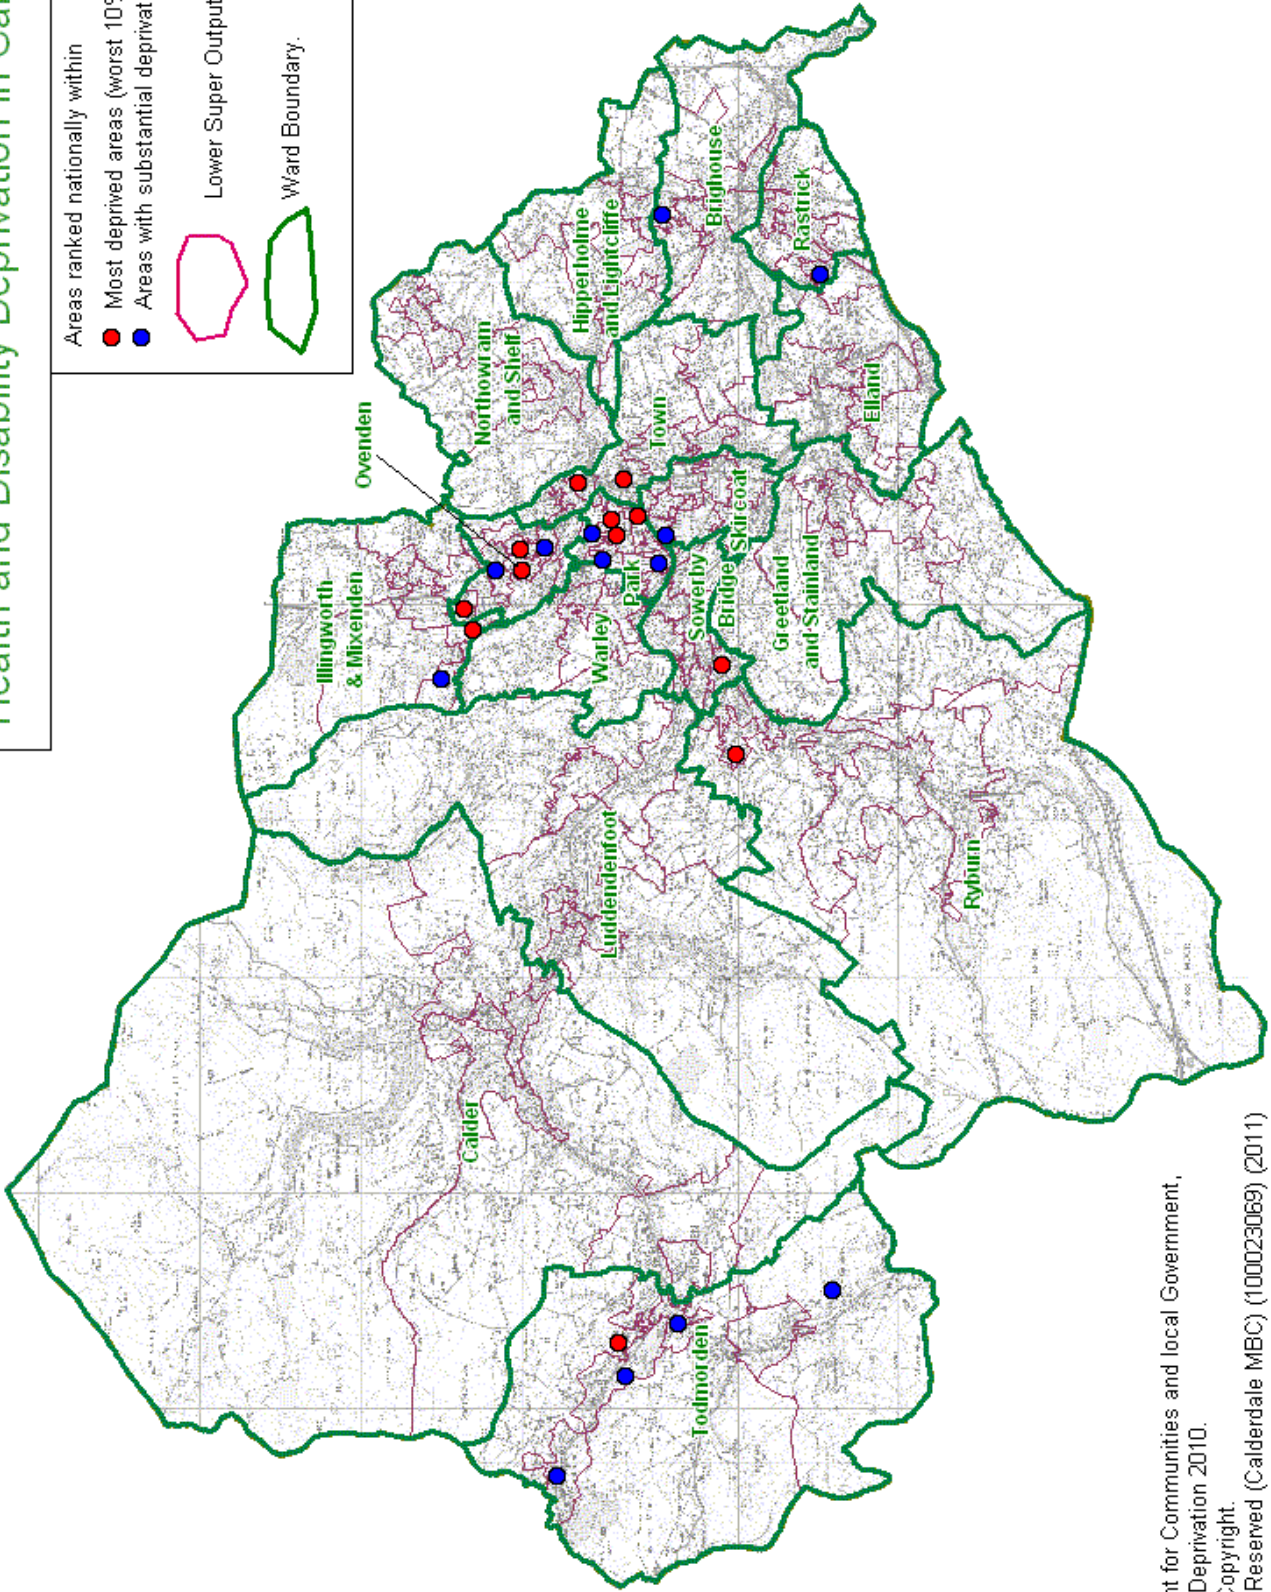 Health and Disability Deprivation in Cal
Areas ranked nationally within
Most deprived areas (worst 10%
Areas with substantial deprivat
Lower Super Output
Ward Boundary.
Ovenden
Illingworth
& Mixenden
Northowram
and Shelf
Hipperholme
and Lightcliffe
Brighouse
Rastrick
Town
Elland
Skircoat
Park
Warley
Sowerby
Bridge
Greetland
and Stainland
Luddendenfoot
Ryburn
Calder
Todmorden
nt for Communities and local Government,
Deprivation 2010.
Copyright.
Reserved (Calderdale MBC) (100023069) (2011)